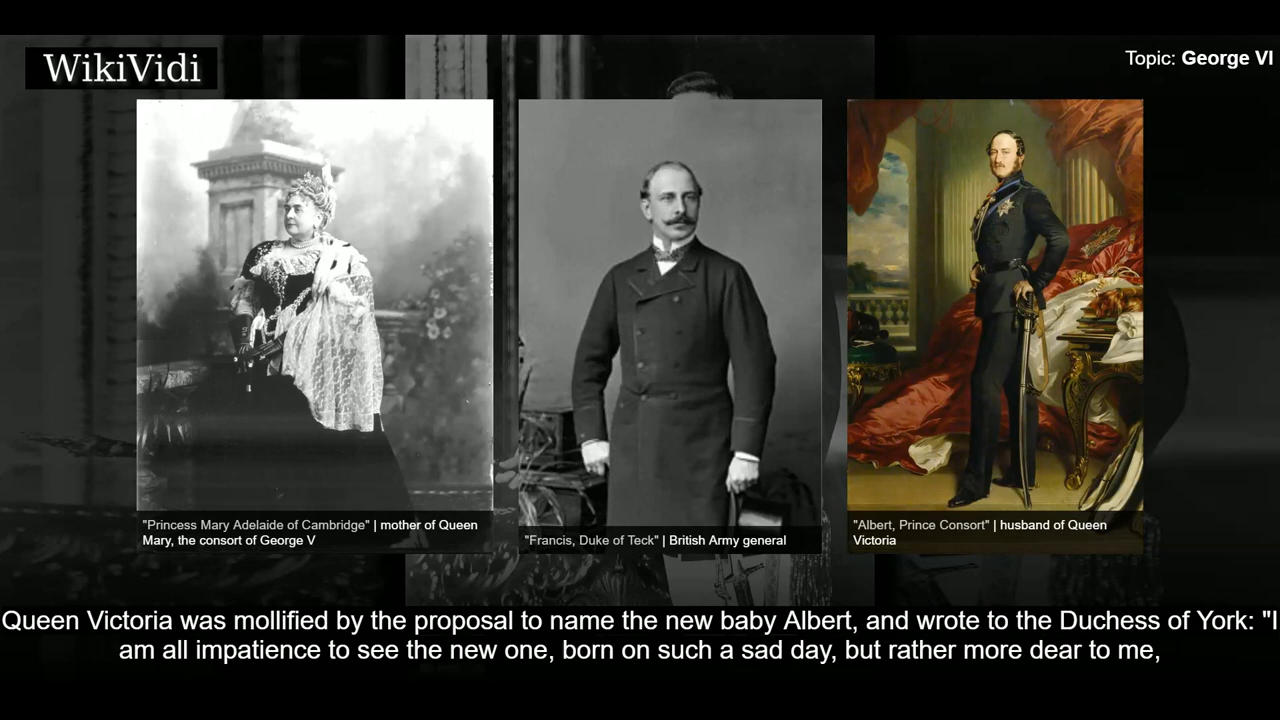 WikiVidi
Topic: George VI
"Princess Mary Adelaide of Cambridge" | mother of Queen
Mary, the consort of George V
"Francis, Duke of Teck" | British Army general
"Albert, Prince Consort" | husband of Queen
Victoria
Queen Victoria was mollified by the proposal to name the new baby Albert, and wrote to the Duchess of York: "I
am all impatience to see the new one, born on such a sad day, but rather more dear to me,